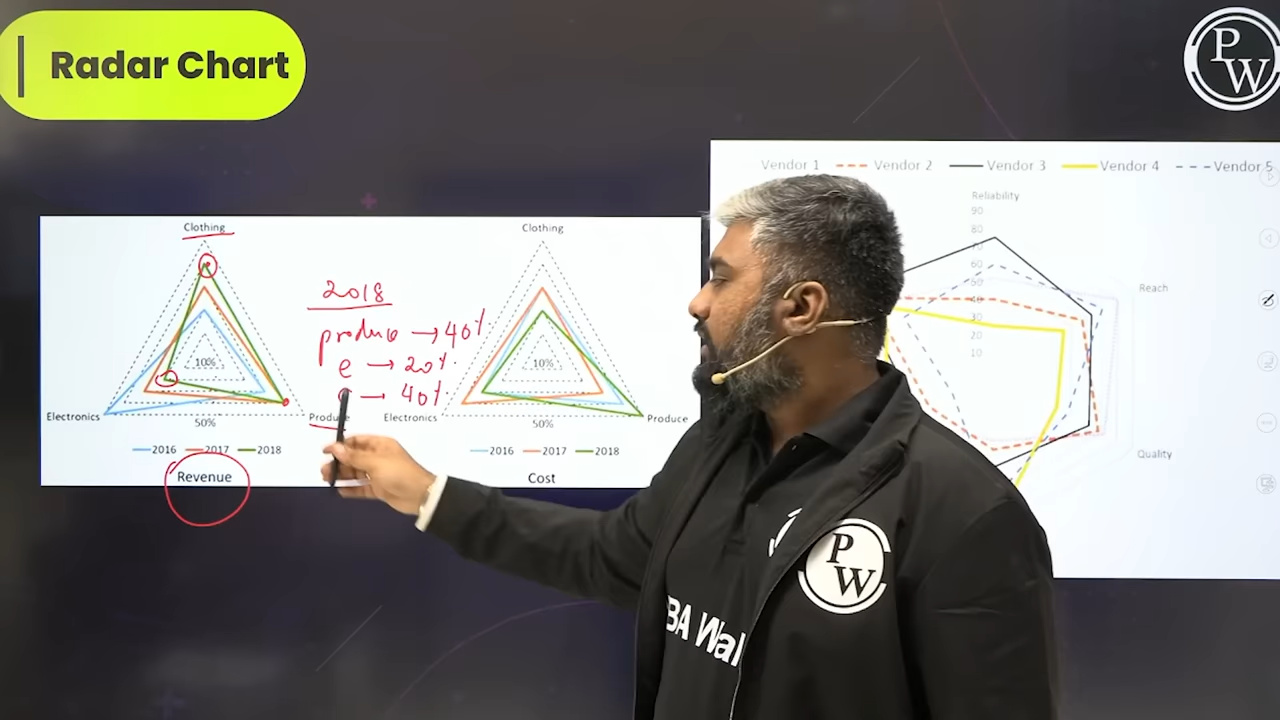 Radar Chart
PW
Clothing
10%
Electronics
Produce
50%
2016 2017 2018
Revenue
2018
produce → 40%
e → 20%
c → 40%
Clothing
10%
Electronics
Produce
50%
2016 2017 2018
Cost
Vendor 1 Vendor 2 Vendor 3 Vendor 4 Vendor 5
Reliability
90
80
70
60
50
40
30
20
10
Reach
Quality
PW
BA Wal